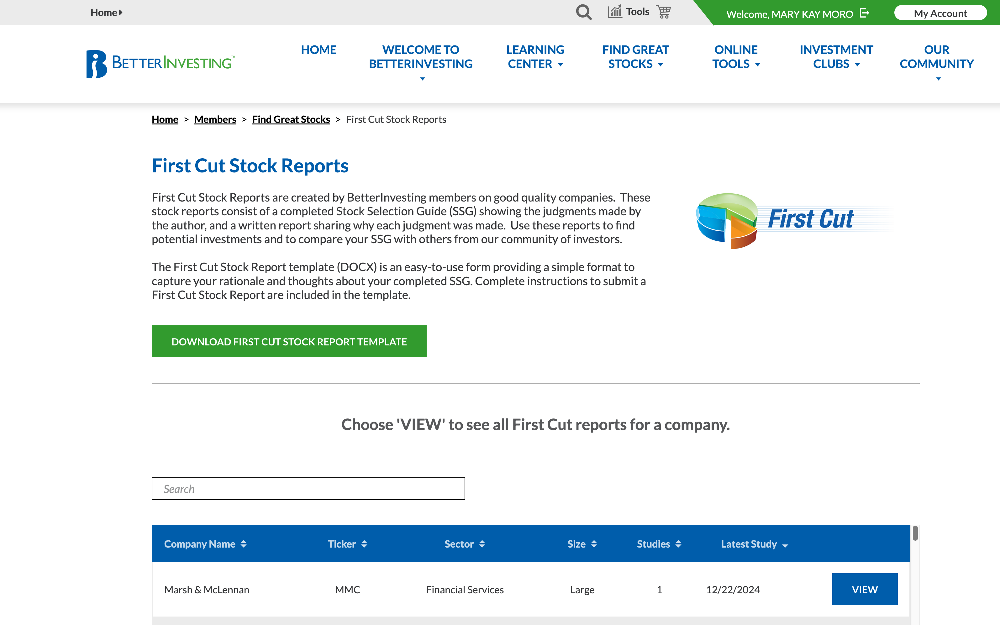 Home
Tools
Welcome, MARY KAY MORO
My Account
BETTERINVESTING™
HOME
WELCOME TO
BETTERINVESTING
LEARNING
CENTER
FIND GREAT
STOCKS
ONLINE
TOOLS
INVESTMENT
CLUBS
OUR
COMMUNITY
Home > Members > Find Great Stocks > First Cut Stock Reports
First Cut Stock Reports
First Cut Stock Reports are created by BetterInvesting members on good quality companies.  These
stock reports consist of a completed Stock Selection Guide (SSG) showing the judgments made by
the author, and a written report sharing why each judgment was made.  Use these reports to find
potential investments and to compare your SSG with others from our community of investors.
First Cut
The First Cut Stock Report template (DOCX) is an easy-to-use form providing a simple format to
capture your rationale and thoughts about your completed SSG. Complete instructions to submit a
First Cut Stock Report are included in the template.
DOWNLOAD FIRST CUT STOCK REPORT TEMPLATE
Choose 'VIEW' to see all First Cut reports for a company.
Search
Company Name Ticker Sector Size Studies Latest Study
Marsh & McLennan MMC Financial Services Large 1 12/22/2024 VIEW